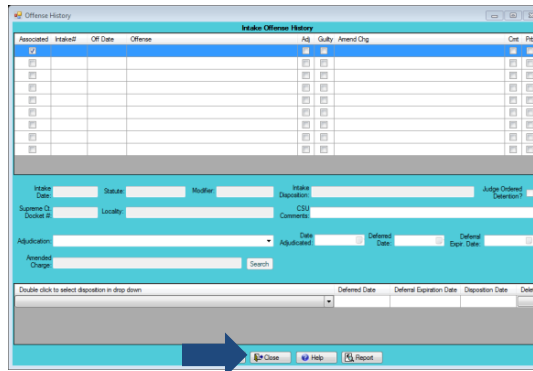 Offense History
Intake Offense History
Associated Intake# Off Date Offense Adj Guilty Amend Chg Cmt
Intake Date: Statute: Modifier: Intake Disposition: Judge Ordered Detention?
Supreme Ct. Docket #: Locality: CSU Comments:
Adjudication: Date Adjudicated: Deferred Date: Deferral Expir. Date:
Amended Charge: Search
Double click to select disposition in drop down Deferred Date Deferral Expiration Date Disposition Date
Close Help Report